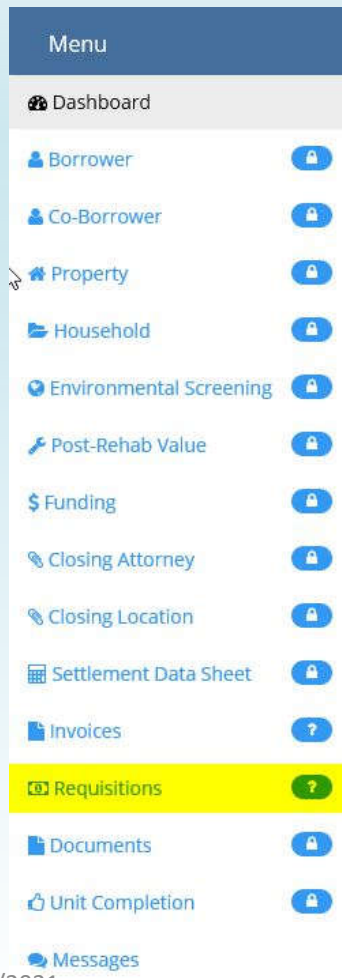 Menu
Dashboard
Borrower
Co-Borrower
Property
Household
Environmental Screening
Post-Rehab Value
$ Funding
Closing Attorney
Closing Location
Settlement Data Sheet
Invoices ?
Requisitions ?
Documents
Unit Completion
Messages